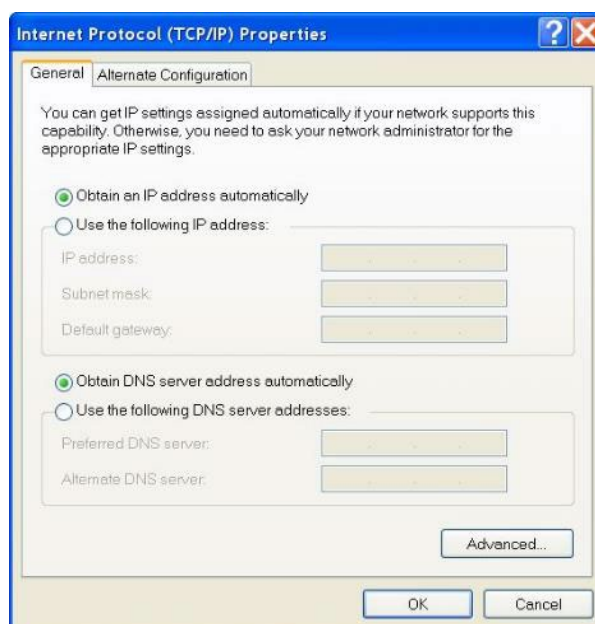 Internet Protocol (TCP/IP) Properties
General
Alternate Configuration
You can get IP settings assigned automatically if your network supports this
capability. Otherwise, you need to ask your network administrator for the
appropriate IP settings.
Obtain an IP address automatically
Use the following IP address:
IP address:
Subnet mask:
Default gateway:
Obtain DNS server address automatically
Use the following DNS server addresses:
Preferred DNS server:
Alternate DNS server:
Advanced...
OK
Cancel